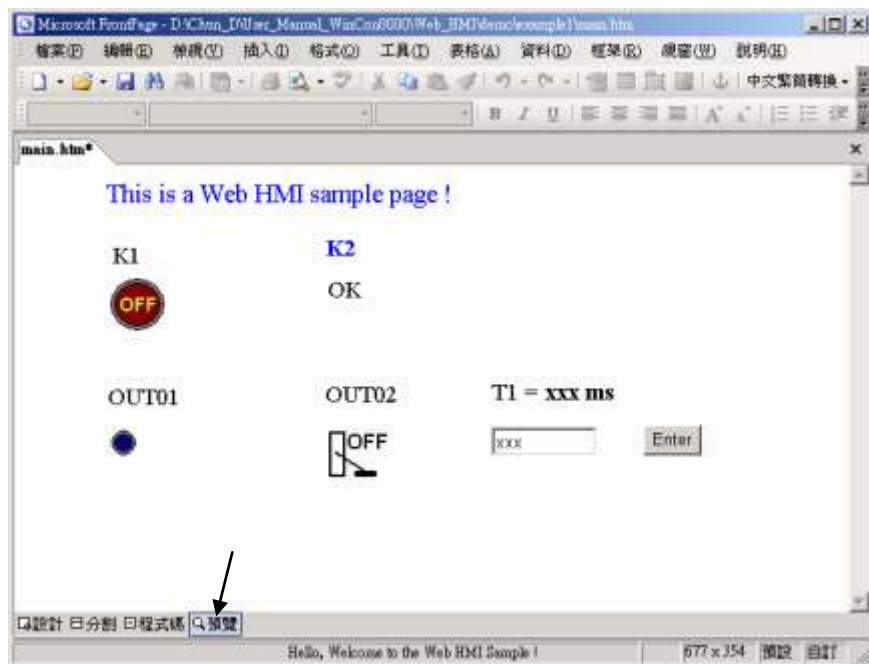 Microsoft FrontPage - D:\Chun_D\User_Manual_WinCon8000\Web_HMI\demo\example1\main.htm
檔案(F) 編輯(E) 檢視(V) 插入(I) 格式(O) 工具(T) 表格(A) 資料(D) 框架(R) 視窗(W) 說明(H)
中文繁簡轉換
B I U A A
main.htm*
This is a Web HMI sample page !
K1 K2
OFF OK
OUT01 OUT02 T1 = xxx ms
OFF xxx Enter
設計 分割 程式碼 預覽
Hello, Welcome to the Web HMI Sample ! 677 x 354 預設 自訂